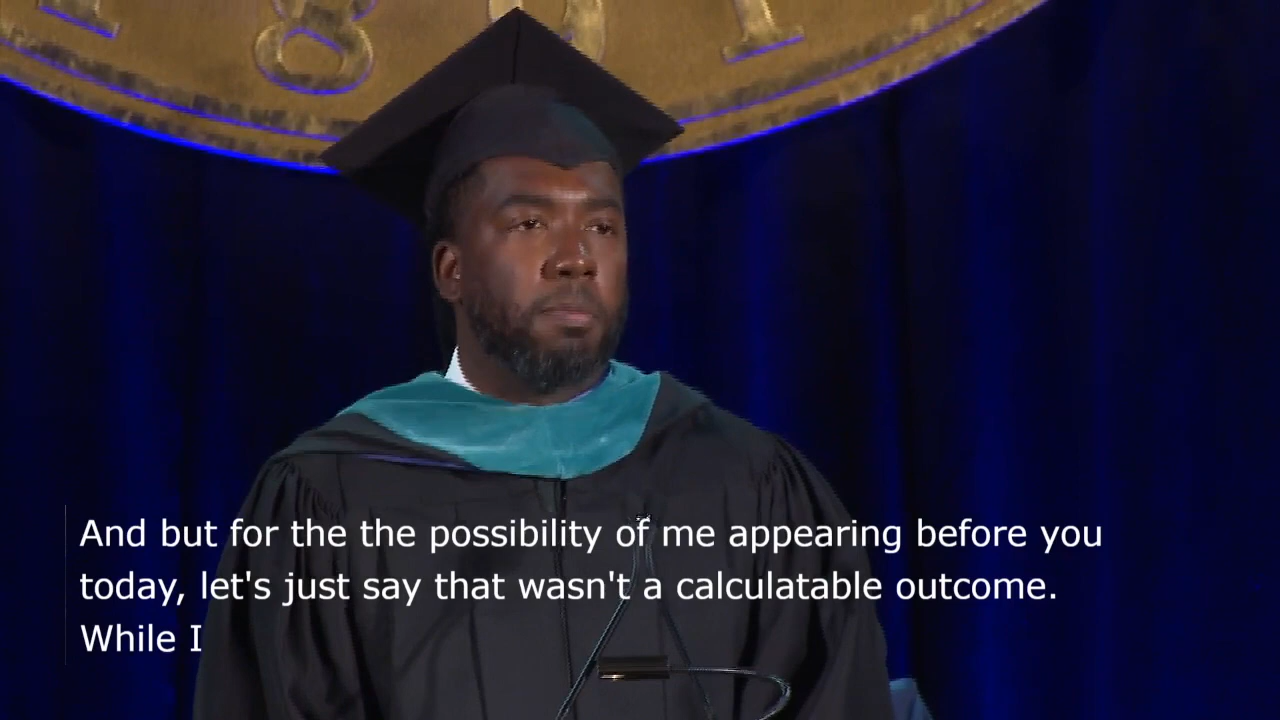 And but for the the possibility of me appearing before you
today, let's just say that wasn't a calculatable outcome.
While I